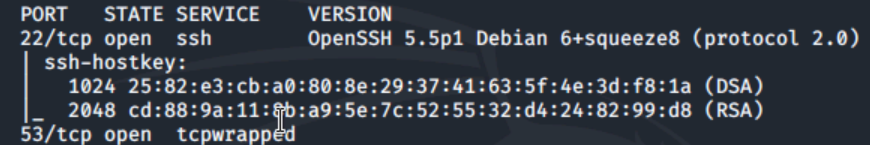 PORT   STATE SERVICE    VERSION
22/tcp open  ssh        OpenSSH 5.5p1 Debian 6+squeeze8 (protocol 2.0)
| ssh-hostkey:
|   1024 25:82:e3:cb:a0:80:8e:29:37:41:63:5f:4e:3d:f8:1a (DSA)
|_  2048 cd:88:9a:11: :a9:5e:7c:52:55:32:d4:24:82:99:d8 (RSA)
53/tcp open  tcpwrapped